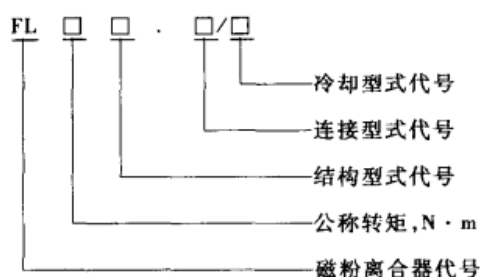 FL □ □ . □/□
冷却型式代号
连接型式代号
结构型式代号
公称转矩,N·m
磁粉离合器代号